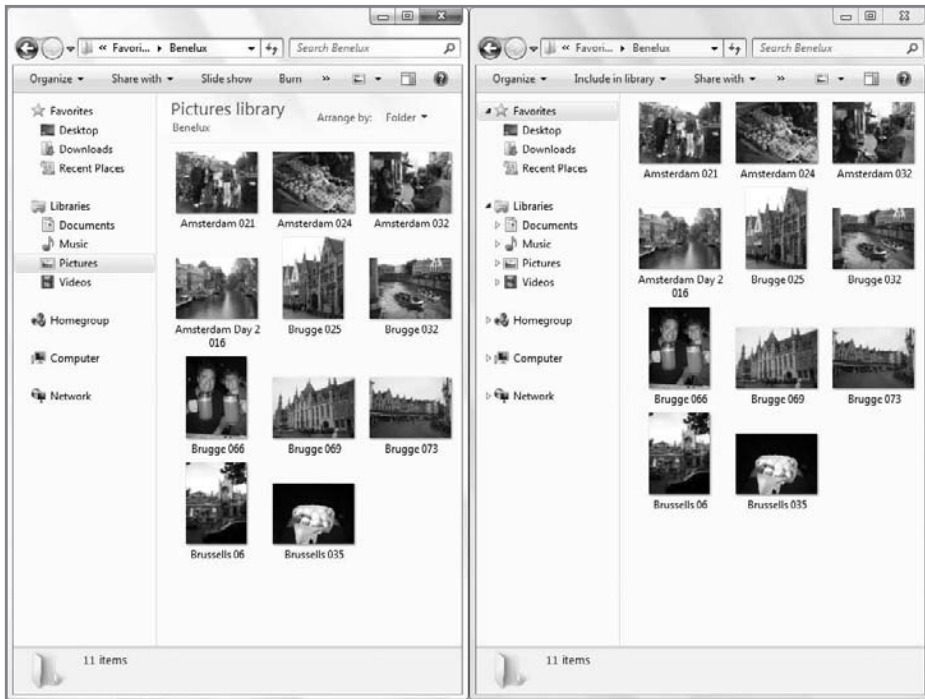 « Favori... ▸ Benelux
Search Benelux
Organize
Share with
Slide show
Burn
»
Favorites
Desktop
Downloads
Recent Places
Libraries
Documents
Music
Pictures
Videos
Homegroup
Computer
Network
Pictures library
Benelux
Arrange by: Folder
Amsterdam 021
Amsterdam 024
Amsterdam 032
Amsterdam Day 2
016
Brugge 025
Brugge 032
Brugge 066
Brugge 069
Brugge 073
Brussells 06
Brussells 035
11 items
« Favori... ▸ Benelux
Search Benelux
Organize
Include in library
Share with
»
Favorites
Desktop
Downloads
Recent Places
Libraries
Documents
Music
Pictures
Videos
Homegroup
Computer
Network
Amsterdam 021
Amsterdam 024
Amsterdam 032
Amsterdam Day 2
016
Brugge 025
Brugge 032
Brugge 066
Brugge 069
Brugge 073
Brussells 06
Brussells 035
11 items